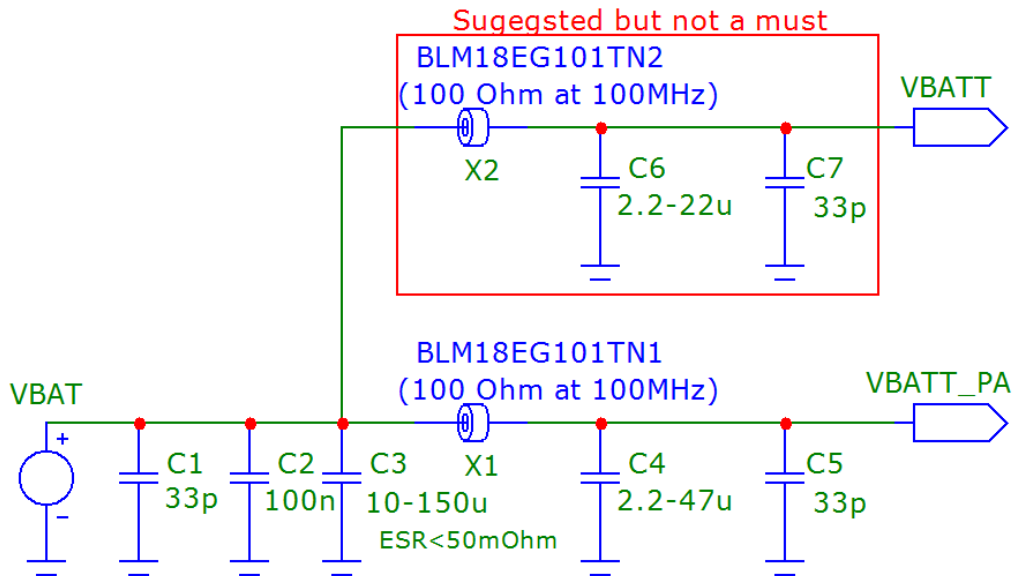 Sugegsted but not a must
BLM18EG101TN2
(100 Ohm at 100MHz)
VBATT
X2
C6
2.2-22u
C7
33p
BLM18EG101TN1
(100 Ohm at 100MHz)
VBAT
VBATT_PA
+
-
C1
33p
C2
100n
C3
10-150u
ESR<50mOhm
X1
C4
2.2-47u
C5
33p